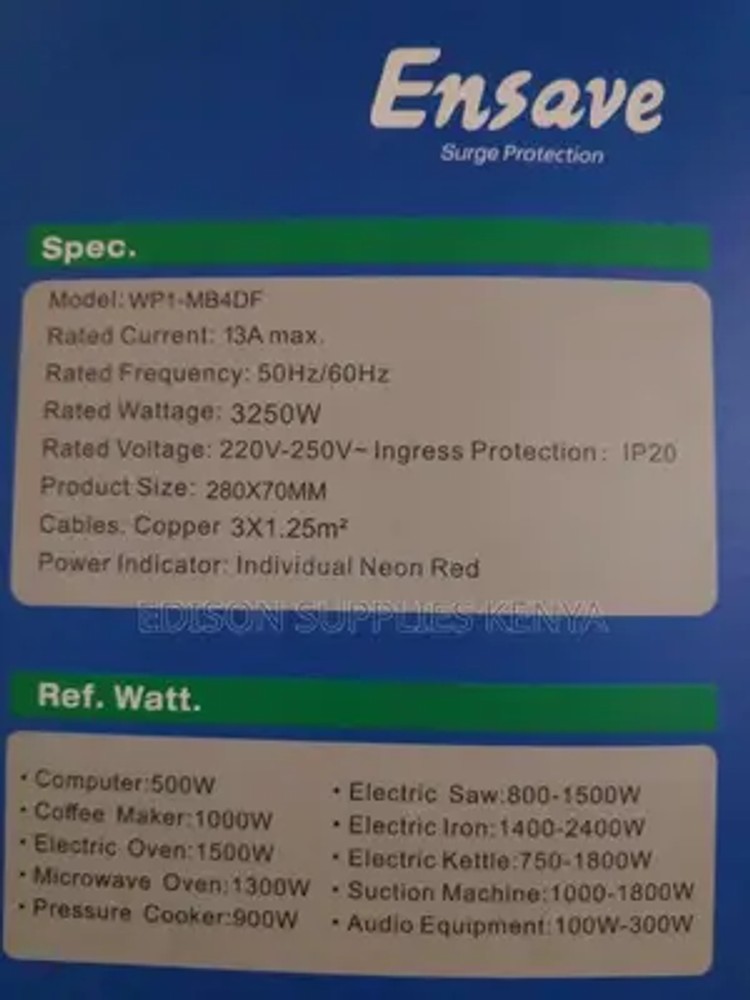 Ensave
Surge Protection
Spec.
Model: WP1-MB4DF
Rated Current: 13A max.
Rated Frequency: 50Hz/60Hz
Rated Wattage: 3250W
Rated Voltage: 220V-250V~ Ingress Protection: IP20
Product Size: 280X70MM
Cables. Copper 3X1.25m²
Power Indicator: Individual Neon Red
EDISON SUPPLIES KENYA
Ref. Watt.
• Computer:500W
• Coffee Maker:1000W
• Electric Oven:1500W
• Microwave Oven:1300W
• Pressure Cooker:900W
• Electric Saw:800-1500W
• Electric Iron:1400-2400W
• Electric Kettle:750-1800W
• Suction Machine:1000-1800W
• Audio Equipment:100W-300W